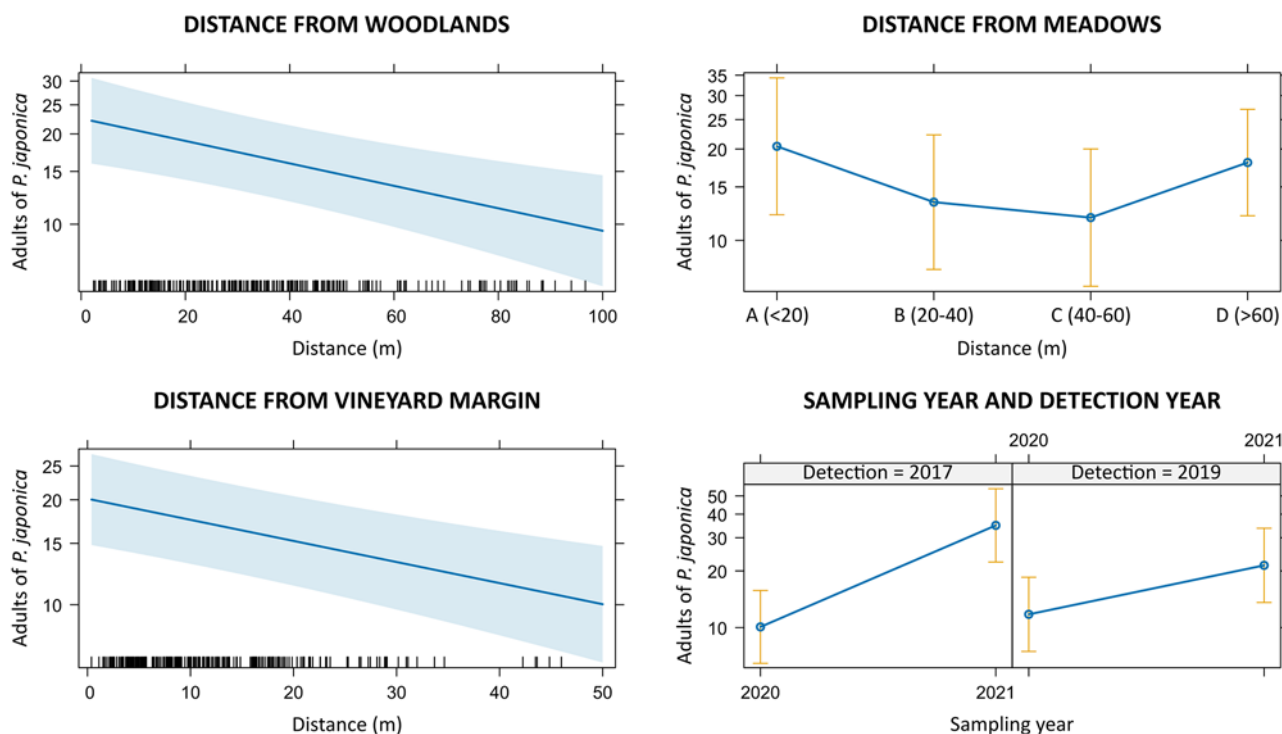 DISTANCE FROM WOODLANDS
Adults of P. japonica
30
25
20
15
10
0 20 40 60 80 100
Distance (m)
DISTANCE FROM MEADOWS
Adults of P. japonica
35
30
25
20
15
10
A (<20) B (20-40) C (40-60) D (>60)
Distance (m)
DISTANCE FROM VINEYARD MARGIN
Adults of P. japonica
25
20
15
10
0 10 20 30 40 50
Distance (m)
SAMPLING YEAR AND DETECTION YEAR
2020 2021
Detection = 2017 Detection = 2019
Adults of P. japonica
50
40
30
20
10
2020 2021
Sampling year